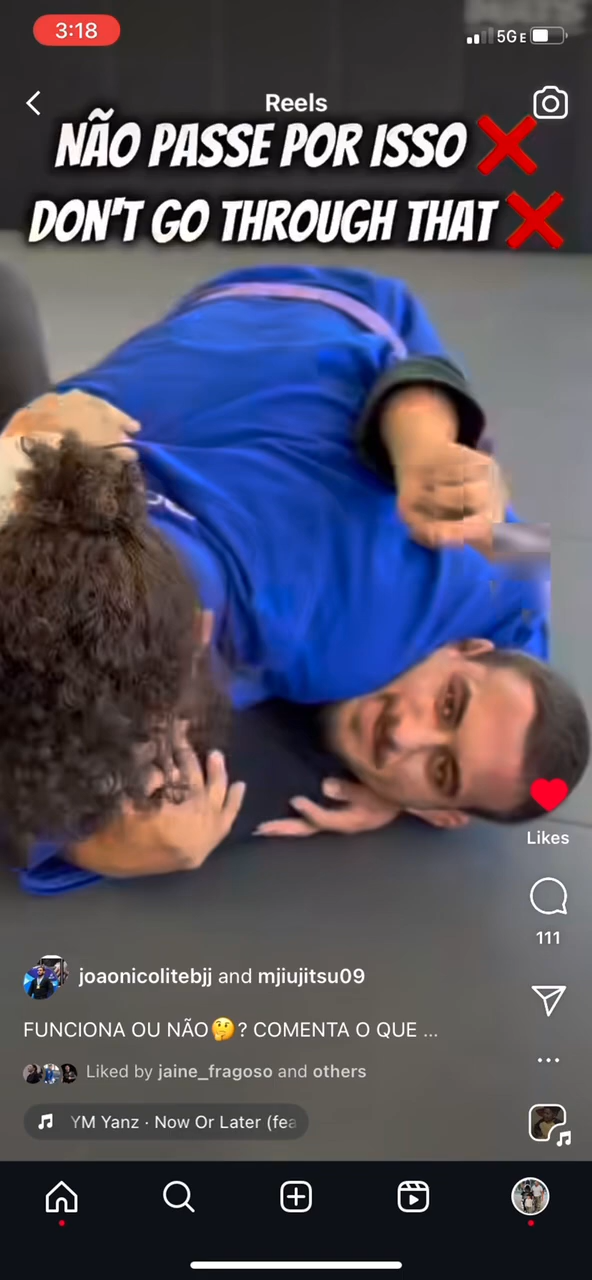 3:18
5GE
Reels
NÃO PASSE POR ISSO ❌
DON'T GO THROUGH THAT ❌
Likes
111
joaonicolitebjj and mjiujitsu09
FUNCIONA OU NÃO🤔? COMENTA O QUE ...
Liked by jaine_fragoso and others
YM Yanz · Now Or Later (fea